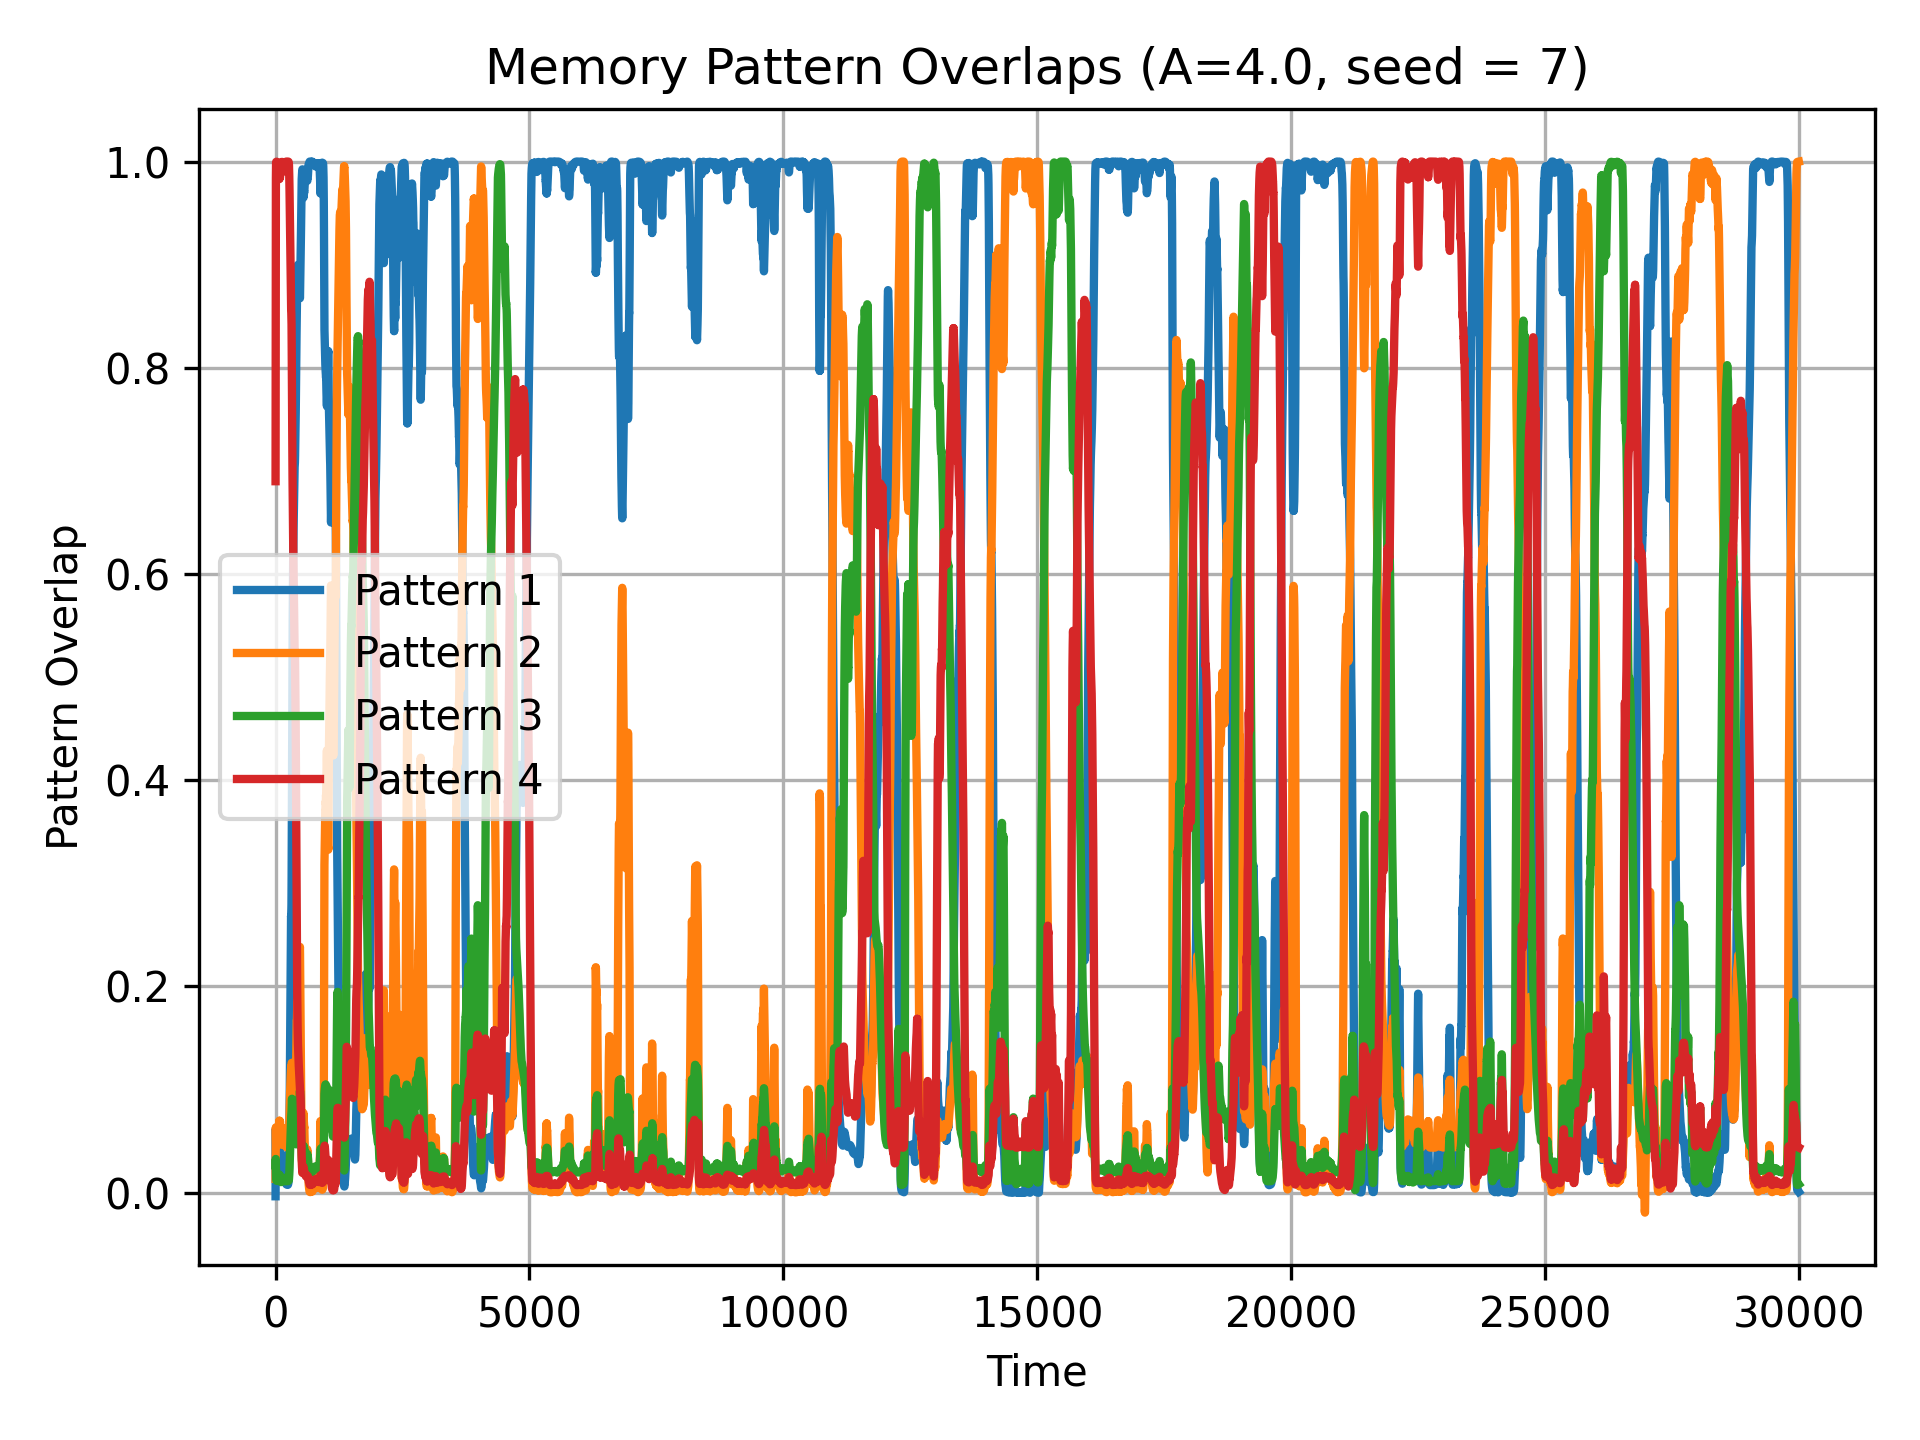 Memory Pattern Overlaps (A=4.0, seed = 7)
Pattern Overlap
1.0
0.8
0.6
0.4
0.2
0.0
Pattern 1
Pattern 2
Pattern 3
Pattern 4
0 5000 10000 15000 20000 25000 30000
Time